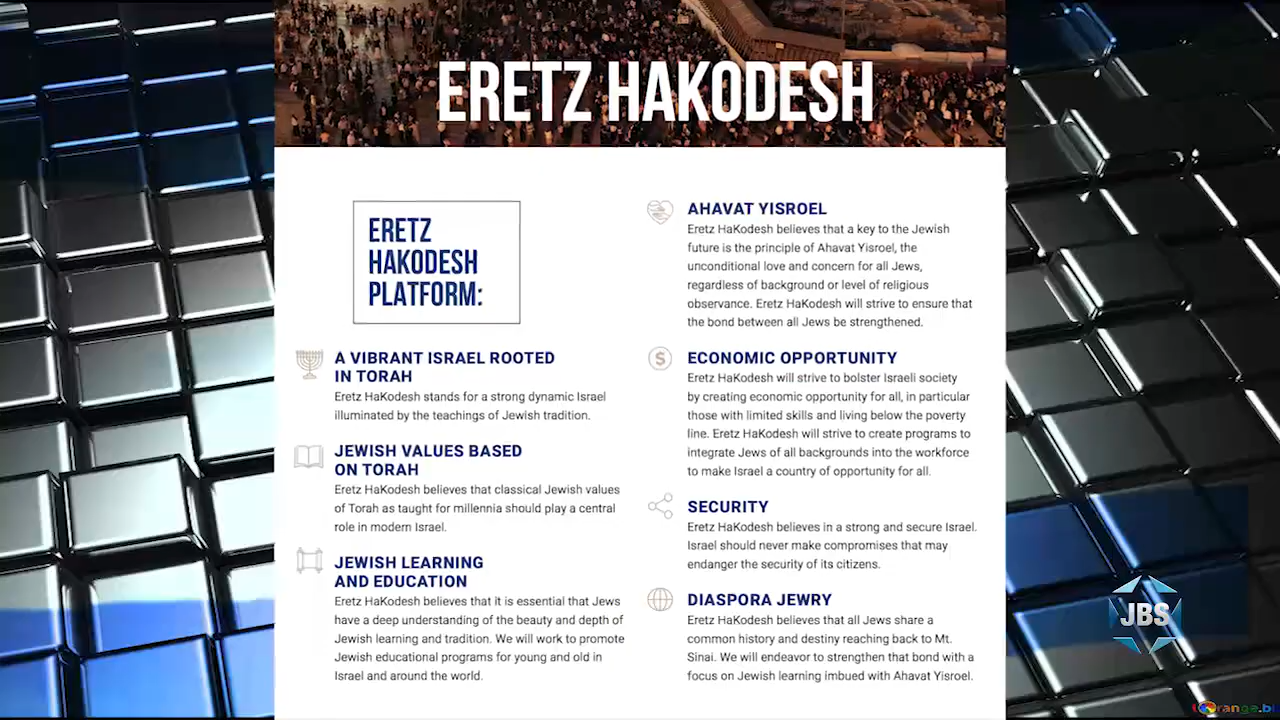 ERETZ HAKODESH
ERETZ
HAKODESH
PLATFORM:
A VIBRANT ISRAEL ROOTED
IN TORAH
Eretz HaKodesh stands for a strong dynamic Israel
illuminated by the teachings of Jewish tradition.
JEWISH VALUES BASED
ON TORAH
Eretz HaKodesh believes that classical Jewish values
of Torah as taught for millennia should play a central
role in modern Israel.
JEWISH LEARNING
AND EDUCATION
Eretz HaKodesh believes that it is essential that Jews
have a deep understanding of the beauty and depth of
Jewish learning and tradition. We will work to promote
Jewish educational programs for young and old in
Israel and around the world.
AHAVAT YISROEL
Eretz HaKodesh believes that a key to the Jewish
future is the principle of Ahavat Yisroel, the
unconditional love and concern for all Jews,
regardless of background or level of religious
observance. Eretz HaKodesh will strive to ensure that
the bond between all Jews be strengthened.
ECONOMIC OPPORTUNITY
Eretz HaKodesh will strive to bolster Israeli society
by creating economic opportunity for all, in particular
those with limited skills and living below the poverty
line. Eretz HaKodesh will strive to create programs to
integrate Jews of all backgrounds into the workforce
to make Israel a country of opportunity for all.
SECURITY
Eretz HaKodesh believes in a strong and secure Israel.
Israel should never make compromises that may
endanger the security of its citizens.
DIASPORA JEWRY
Eretz HaKodesh believes that all Jews share a
common history and destiny reaching back to Mt.
Sinai. We will endeavor to strengthen that bond with a
focus on Jewish learning imbued with Ahavat Yisroel.
JBS